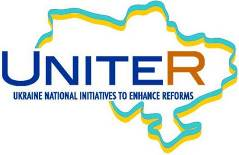 UNITER
UKRAINE NATIONAL INITIATIVES TO ENHANCE REFORMS